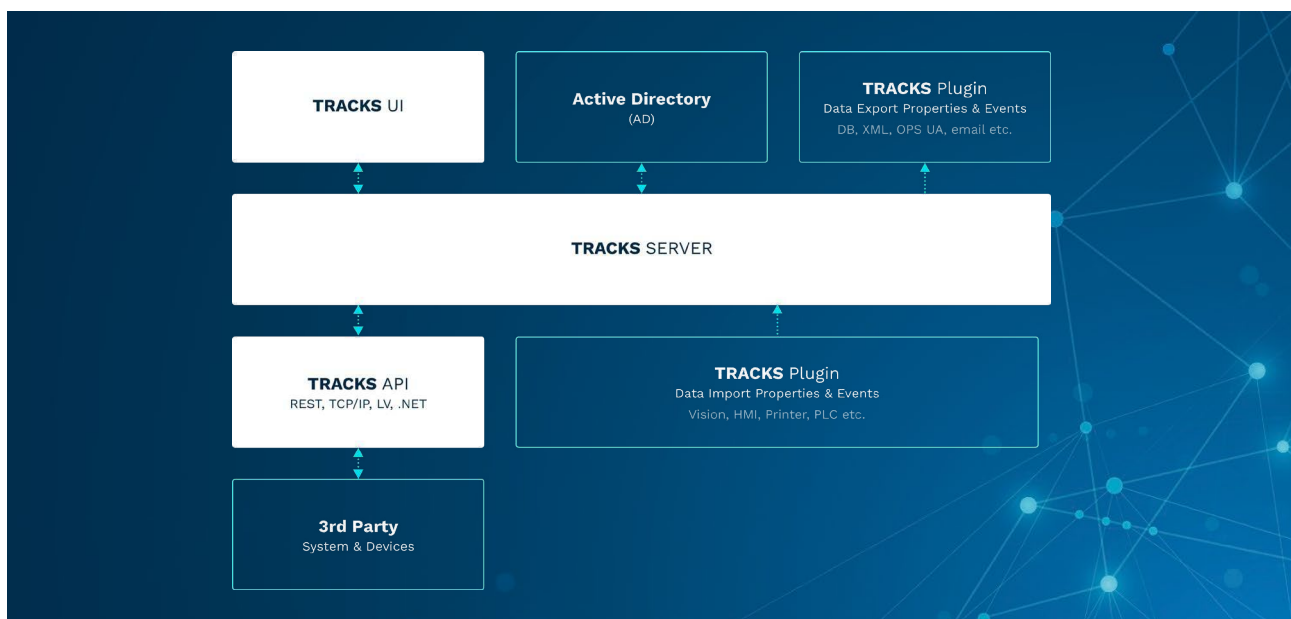 TRACKS UI
Active Directory
(AD)
TRACKS Plugin
Data Export Properties & Events
DB, XML, OPS UA, email etc.
TRACKS SERVER
TRACKS API
REST, TCP/IP, LV, .NET
TRACKS Plugin
Data Import Properties & Events
Vision, HMI, Printer, PLC etc.
3rd Party
System & Devices